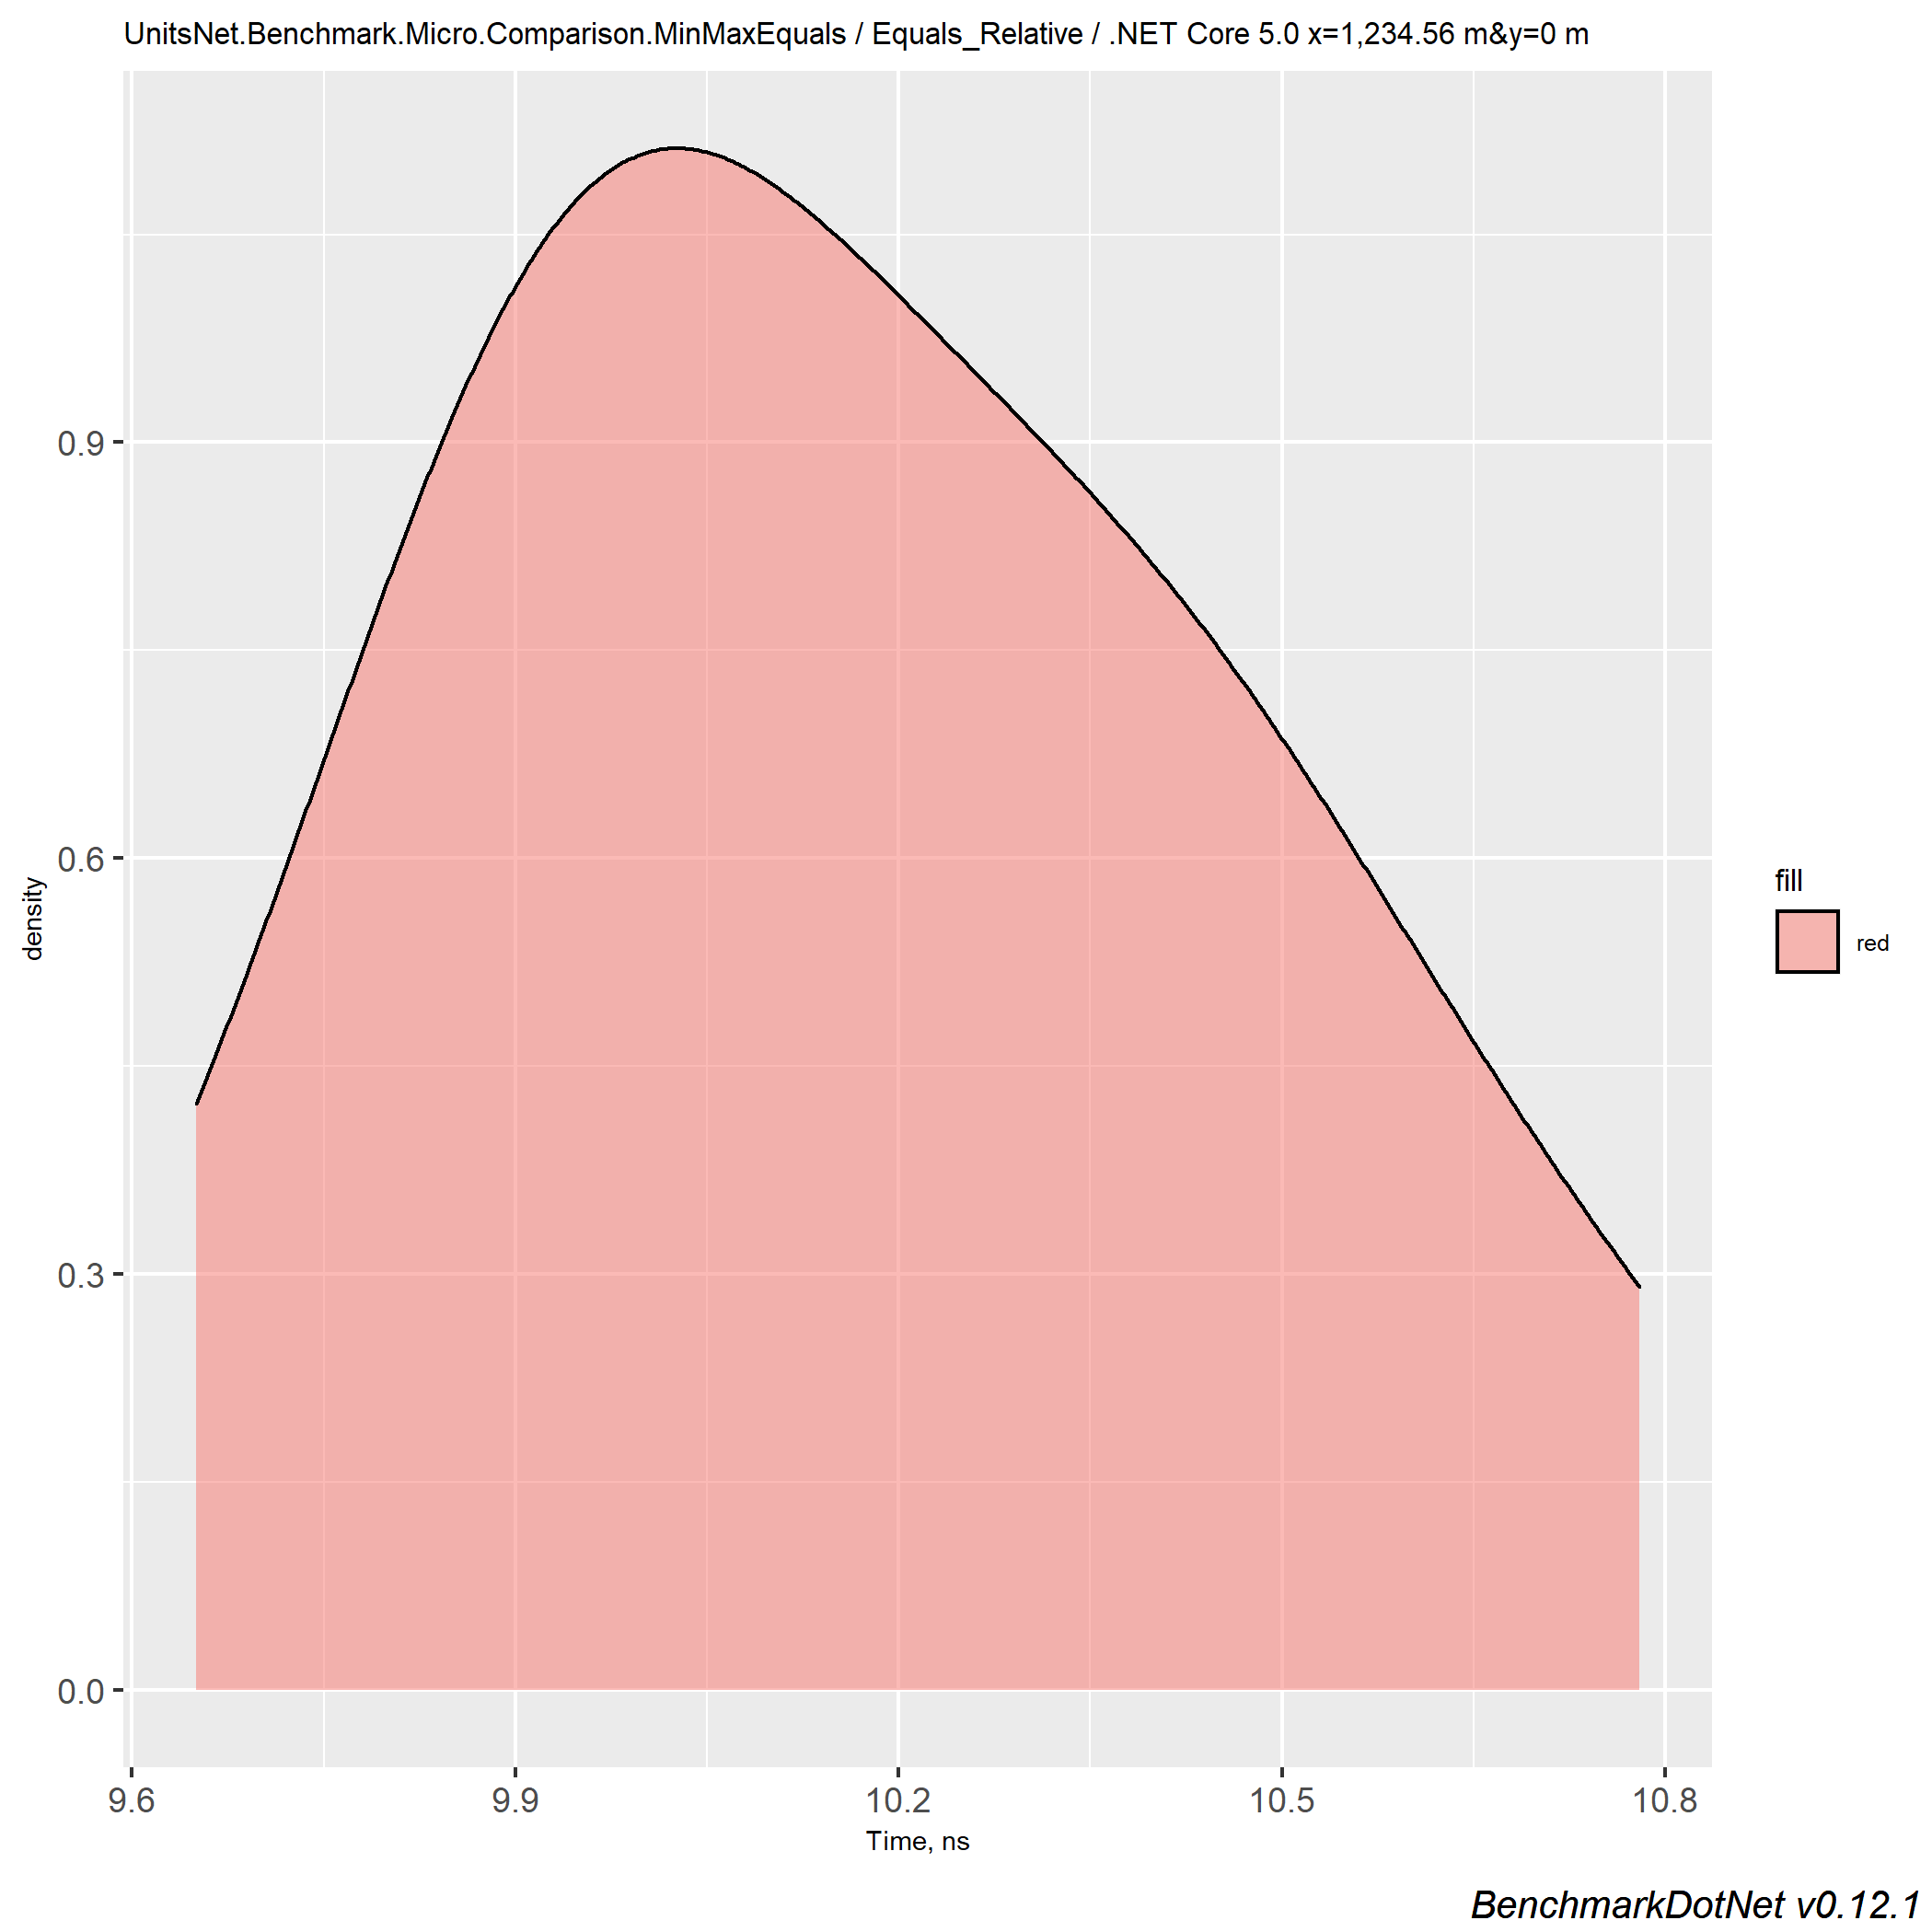 UnitsNet.Benchmark.Micro.Comparison.MinMaxEquals / Equals_Relative / .NET Core 5.0 x=1,234.56 m&y=0 m
0.9
0.6
0.3
0.0
density
9.6 9.9 10.2 10.5 10.8
Time, ns
fill
red
BenchmarkDotNet v0.12.1